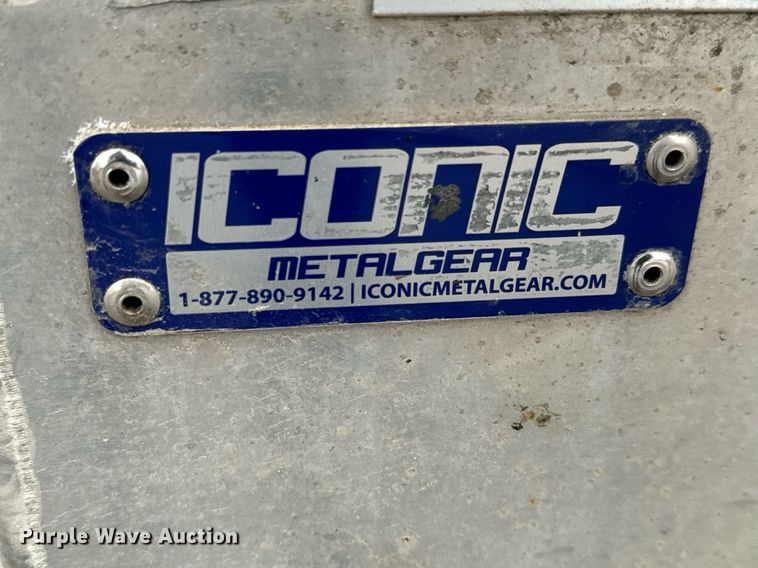 ICONIC
METALGEAR
1-877-890-9142 | ICONICMETALGEAR.COM
Purple Wave Auction